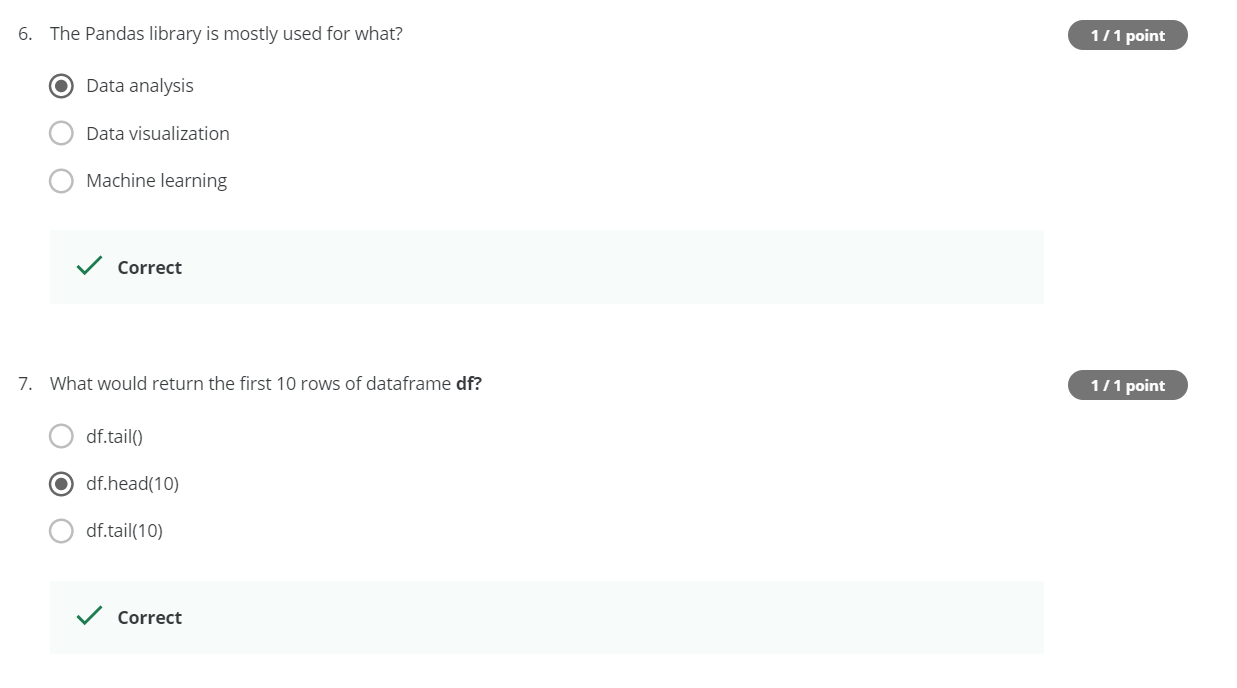 6. The Pandas library is mostly used for what?
1 / 1 point
Data analysis
Data visualization
Machine learning
Correct
7. What would return the first 10 rows of dataframe df?
1 / 1 point
df.tail()
df.head(10)
df.tail(10)
Correct